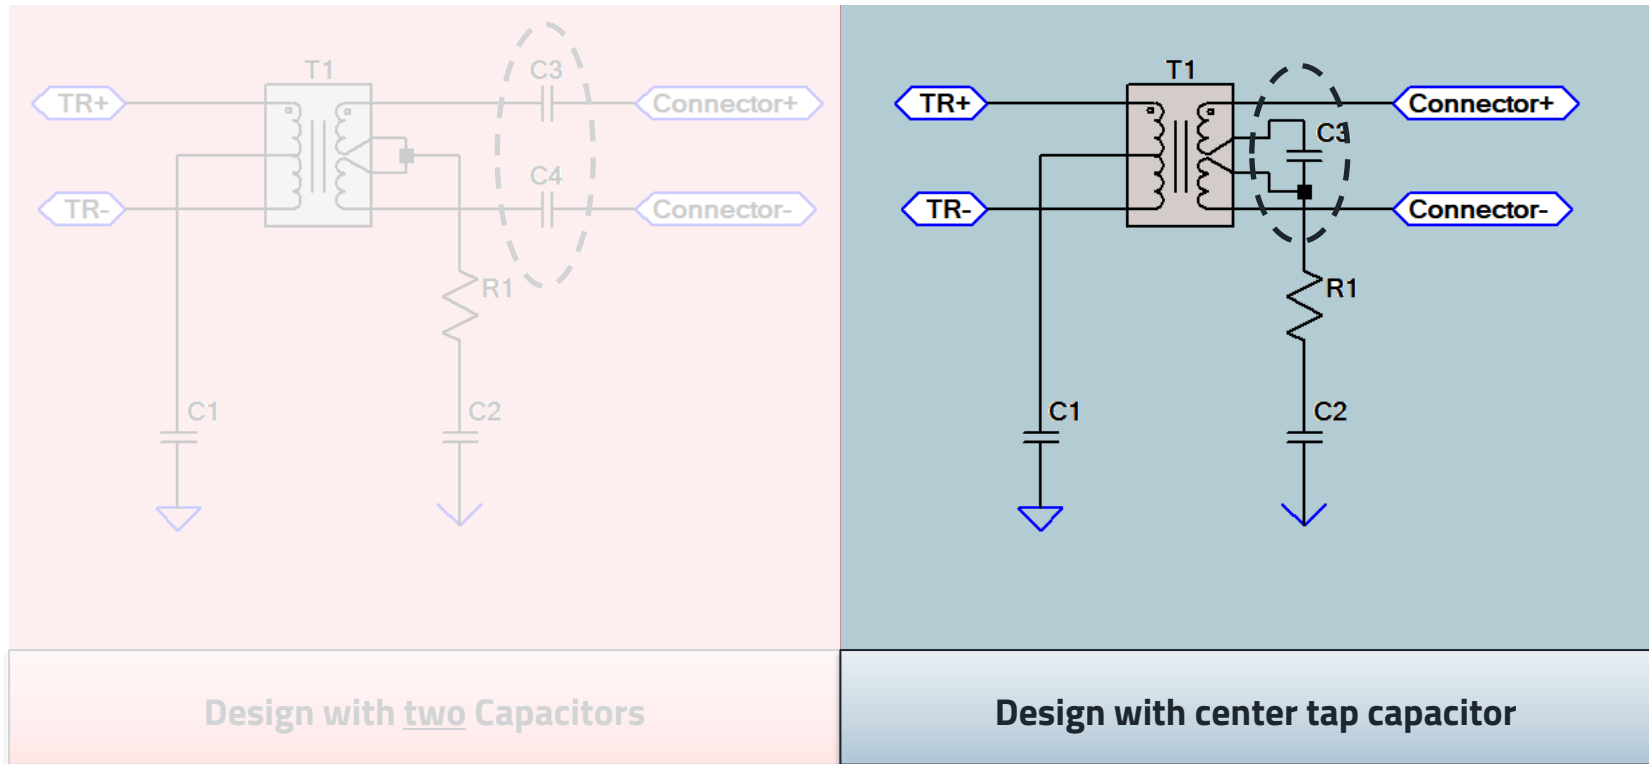 T1
C3
TR+
Connector+
C4
TR-
Connector-
R1
C1
C2
Design with two Capacitors
T1
TR+
Connector+
C3
TR-
Connector-
R1
C1
C2
Design with center tap capacitor